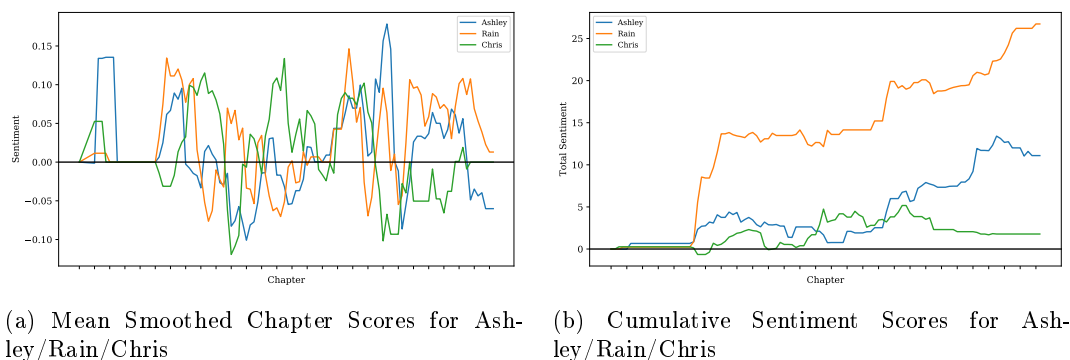 Ashley
Rain
Chris
0.15
0.10
0.05
0.00
−0.05
−0.10
Sentiment
Chapter
Ashley
Rain
Chris
25
20
15
10
5
0
Total Sentiment
Chapter
(a) Mean Smoothed Chapter Scores for Ash-
ley/Rain/Chris
(b) Cumulative Sentiment Scores for Ash-
ley/Rain/Chris